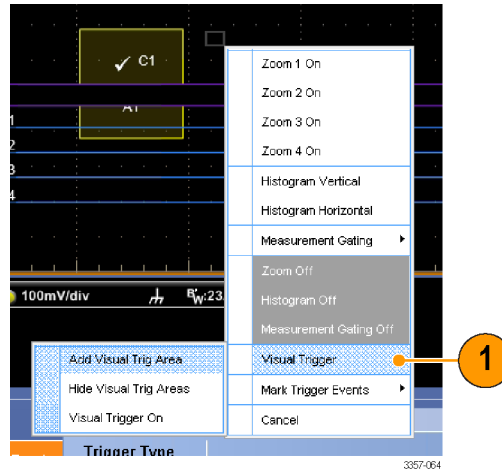 ✓ C1
A1
1
2
3
4
Zoom 1 On
Zoom 2 On
Zoom 3 On
Zoom 4 On
Histogram Vertical
Histogram Horizontal
Measurement Gating
Zoom Off
Histogram Off
Measurement Gating Off
Visual Trigger
Mark Trigger Events
Cancel
100mV/div
BW:23
Add Visual Trig Area
Hide Visual Trig Areas
Visual Trigger On
1
Trigger Type
3357-064